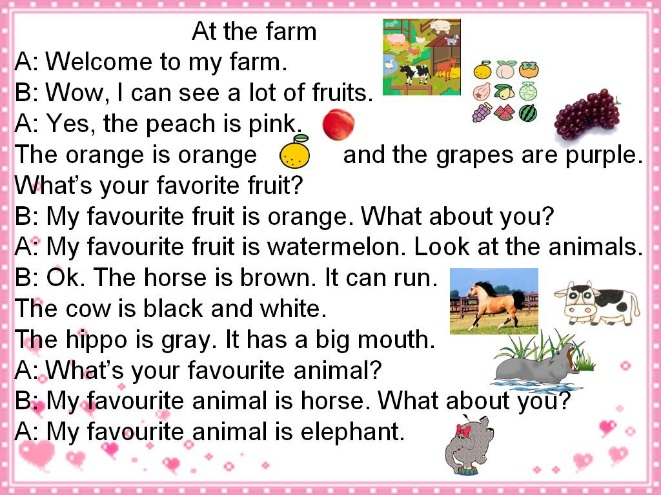 At the farm
A: Welcome to my farm.
B: Wow, I can see a lot of fruits.
A: Yes, the peach is pink.
The orange is orange and the grapes are purple.
What's your favorite fruit?
B: My favourite fruit is orange. What about you?
A: My favourite fruit is watermelon. Look at the animals.
B: Ok. The horse is brown. It can run.
The cow is black and white.
The hippo is gray. It has a big mouth.
A: What's your favourite animal?
B: My favourite animal is horse. What about you?
A: My favourite animal is elephant.